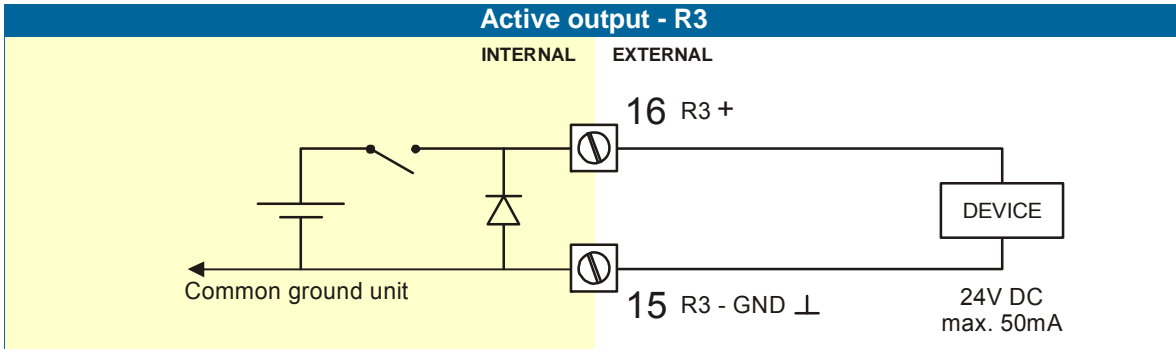 Active output - R3
INTERNAL EXTERNAL
16 R3 +
DEVICE
Common ground unit
15 R3 - GND ⊥
24V DC
max. 50mA